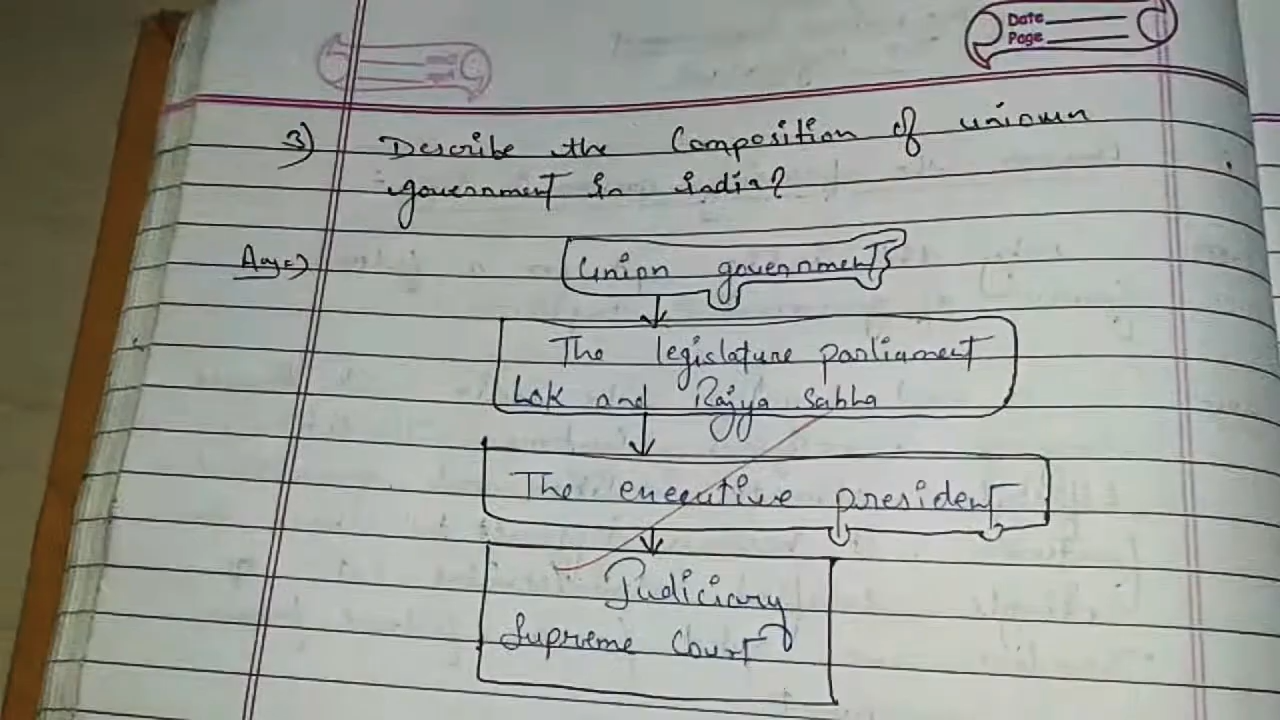 Date
Page
3) Describe the Composition of uniown
government in india?
Ans=)
Union government
The legislature parliament
Lok and Rajya Sabha
The executive president
Judiciary
Supreme Court